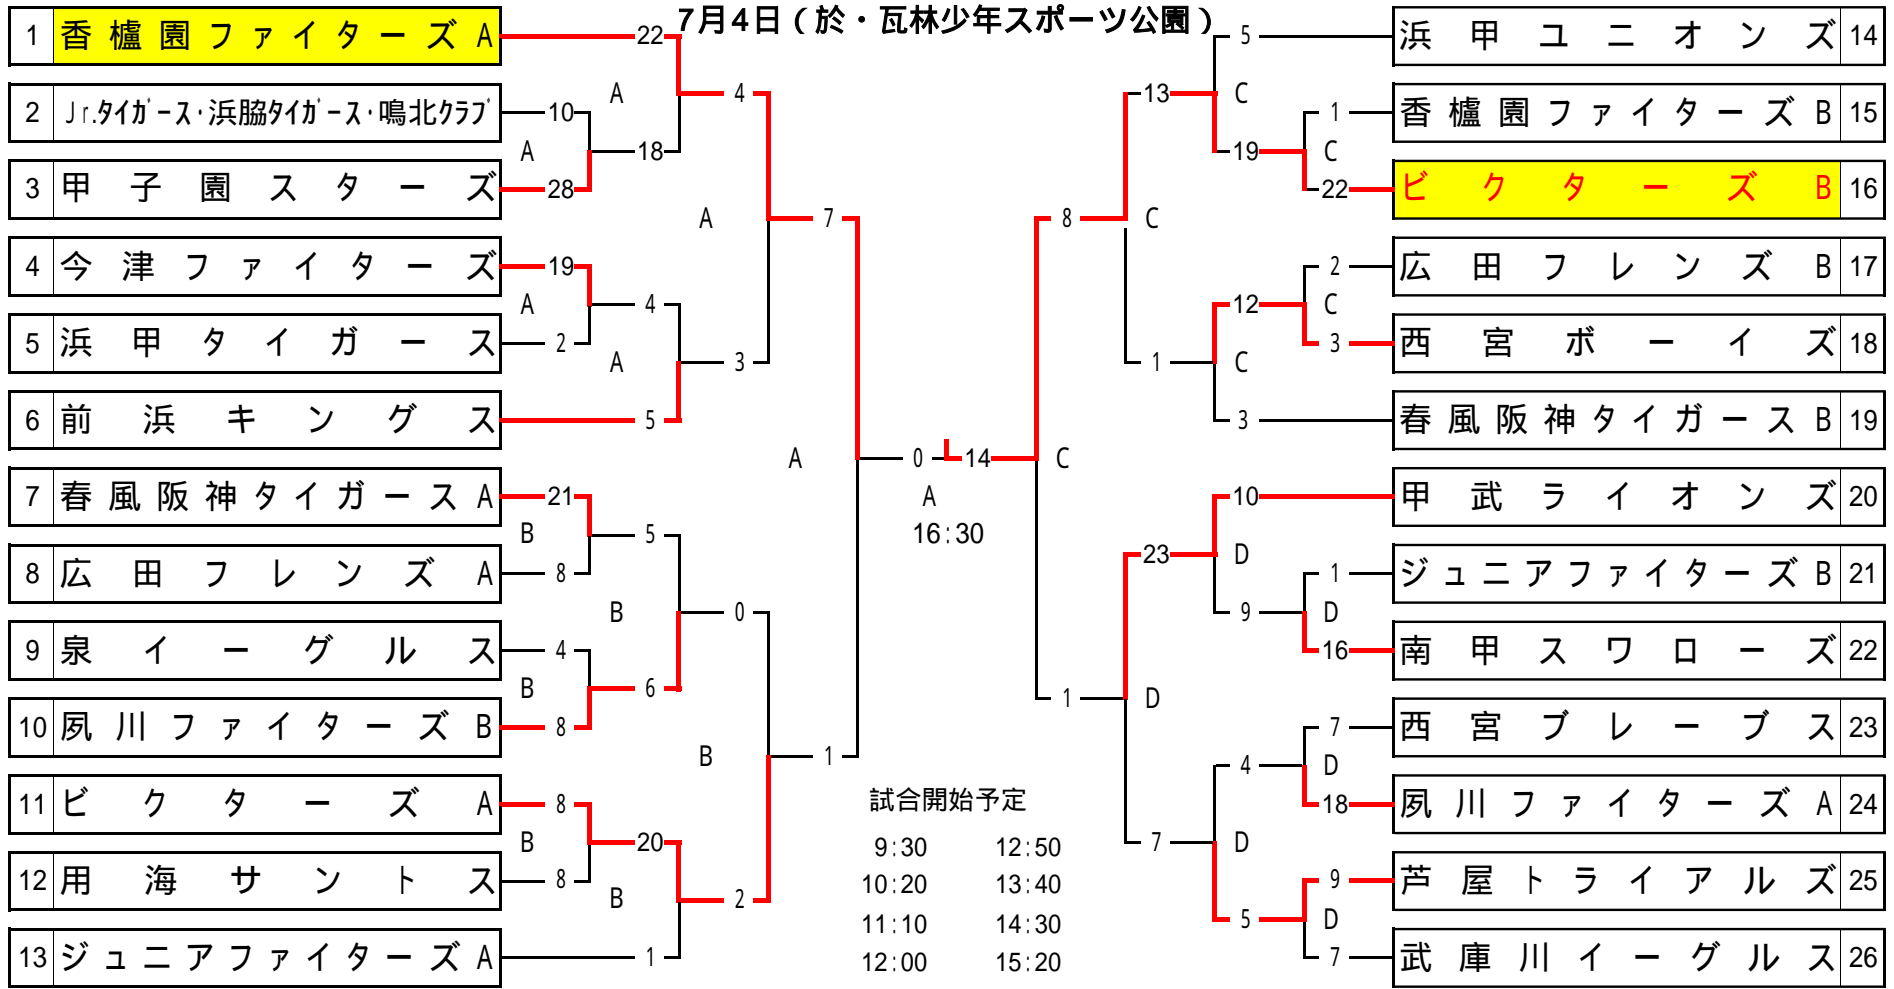 7月4日（於・瓦林少年スポーツ公園）
1 香櫨園ファイターズA 22
2 Jr.ﾀｲｶﾞｰｽ･浜脇ﾀｲｶﾞｰｽ･鳴北ｸﾗﾌﾞ 10
3 甲子園スターズ 28
4 今津ファイターズ 19
5 浜甲タイガース 2
6 前浜キングス 5
7 春風阪神タイガースA 21
8 広田フレンズA 8
9 泉イーグルス 4
10 夙川ファイターズB 8
11 ビクターズA 8
12 用海サントス 8
13 ジュニアファイターズA 1
A
A
18
4
A
4
A
3
A
7
B
5
B
B
6
0
B
20
B
2
B
1
A
0
14
A
16:30
C
試合開始予定
9:30 12:50
10:20 13:40
11:10 14:30
12:00 15:20
5 浜甲ユニオンズ 14
1 香櫨園ファイターズB 15
22 ビクターズB 16
2 広田フレンズB 17
3 西宮ボーイズ 18
3 春風阪神タイガースB 19
10 甲武ライオンズ 20
1 ジュニアファイターズB 21
16 南甲スワローズ 22
7 西宮ブレーブス 23
18 夙川ファイターズA 24
9 芦屋トライアルズ 25
7 武庫川イーグルス 26
13
C
19
C
8
C
12
C
1
C
23
D
9
D
1
D
4
D
7
D
5
D